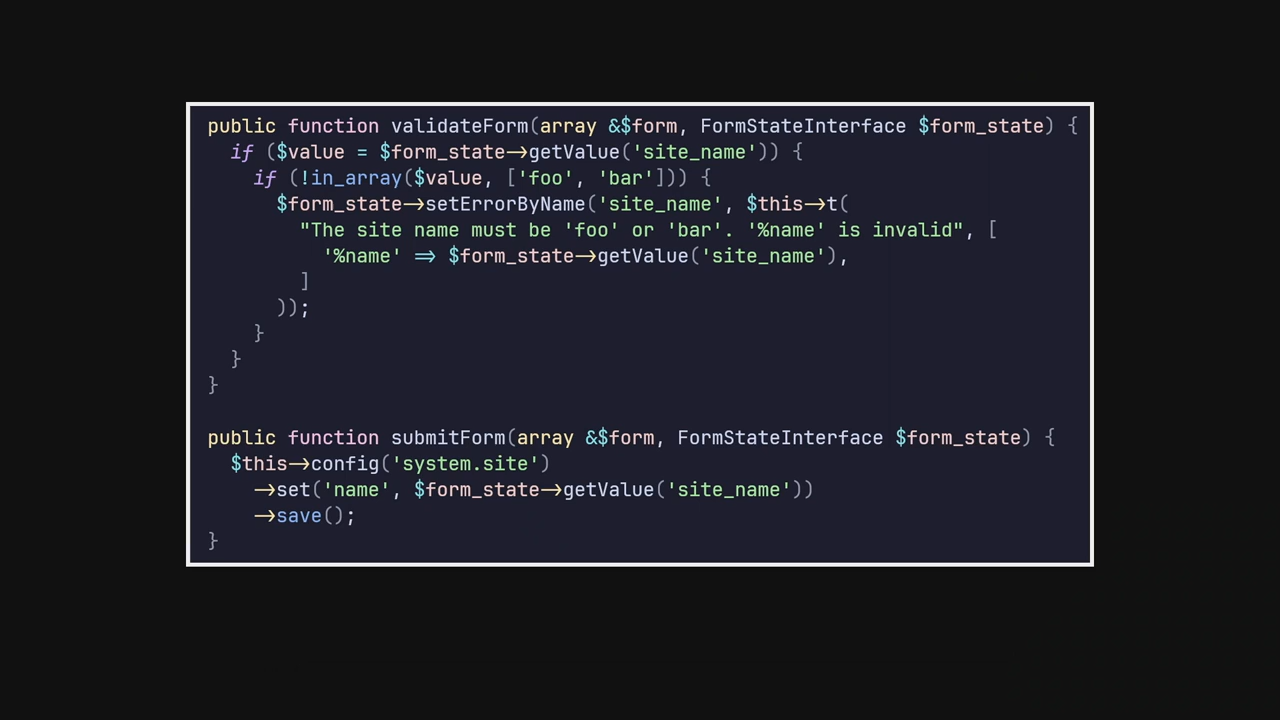 public function validateForm(array &$form, FormStateInterface $form_state) {
  if ($value = $form_state->getValue('site_name')) {
    if (!in_array($value, ['foo', 'bar'])) {
      $form_state->setErrorByName('site_name', $this->t(
        "The site name must be 'foo' or 'bar'. '%name' is invalid", [
          '%name' => $form_state->getValue('site_name'),
        ]
      ));
    }
  }
}

public function submitForm(array &$form, FormStateInterface $form_state) {
  $this->config('system.site')
    ->set('name', $form_state->getValue('site_name'))
    ->save();
}